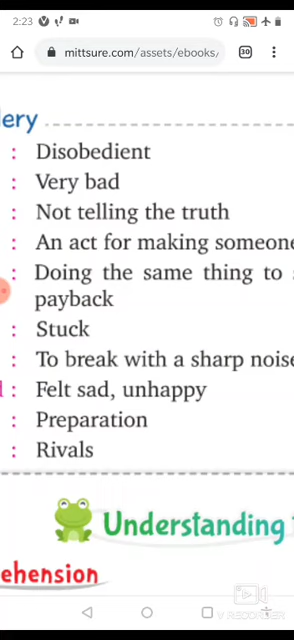 2:23
mittsure.com/assets/ebooks/
30
lery
: Disobedient
: Very bad
: Not telling the truth
: An act for making someone
: Doing the same thing to
payback
: Stuck
: To break with a sharp noise
: Felt sad, unhappy
: Preparation
: Rivals
Understanding
ehension
V RECORDER